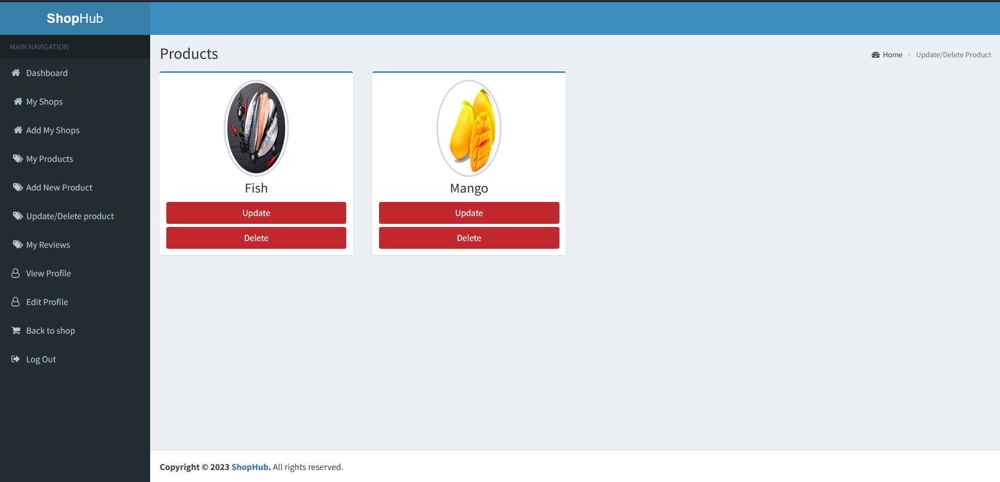 ShopHub
MAIN NAVIGATION
Dashboard
My Shops
Add My Shops
My Products
Add New Product
Update/Delete product
My Reviews
View Profile
Edit Profile
Back to shop
Log Out
Products
Home > Update/Delete Product
Fish
Update
Delete
Mango
Update
Delete
Copyright © 2023 ShopHub. All rights reserved.